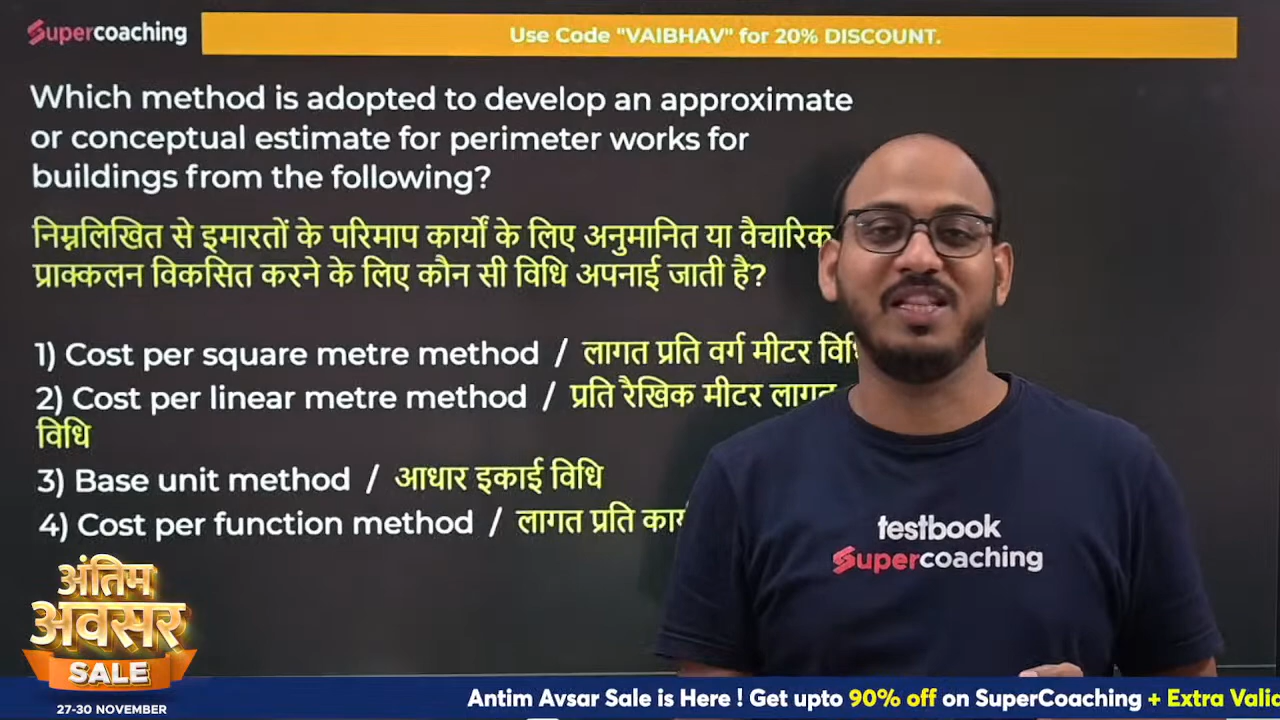 Supercoaching
Use Code "VAIBHAV" for 20% DISCOUNT.
Which method is adopted to develop an approximate
or conceptual estimate for perimeter works for
buildings from the following?
निम्नलिखित से इमारतों के परिमाप कार्यों के लिए अनुमानित या वैचारिक
प्राक्कलन विकसित करने के लिए कौन सी विधि अपनाई जाती है?
1) Cost per square metre method / लागत प्रति वर्ग मीटर
2) Cost per linear metre method / प्रति रैखिक मीटर लागत
विधि
3) Base unit method / आधार इकाई विधि
4) Cost per function method / लागत प्रति
testbook
Supercoaching
अंतिम
अवसर
SALE
27-30 NOVEMBER
Antim Avsar Sale is Here ! Get upto 90% off on SuperCoaching + Extra